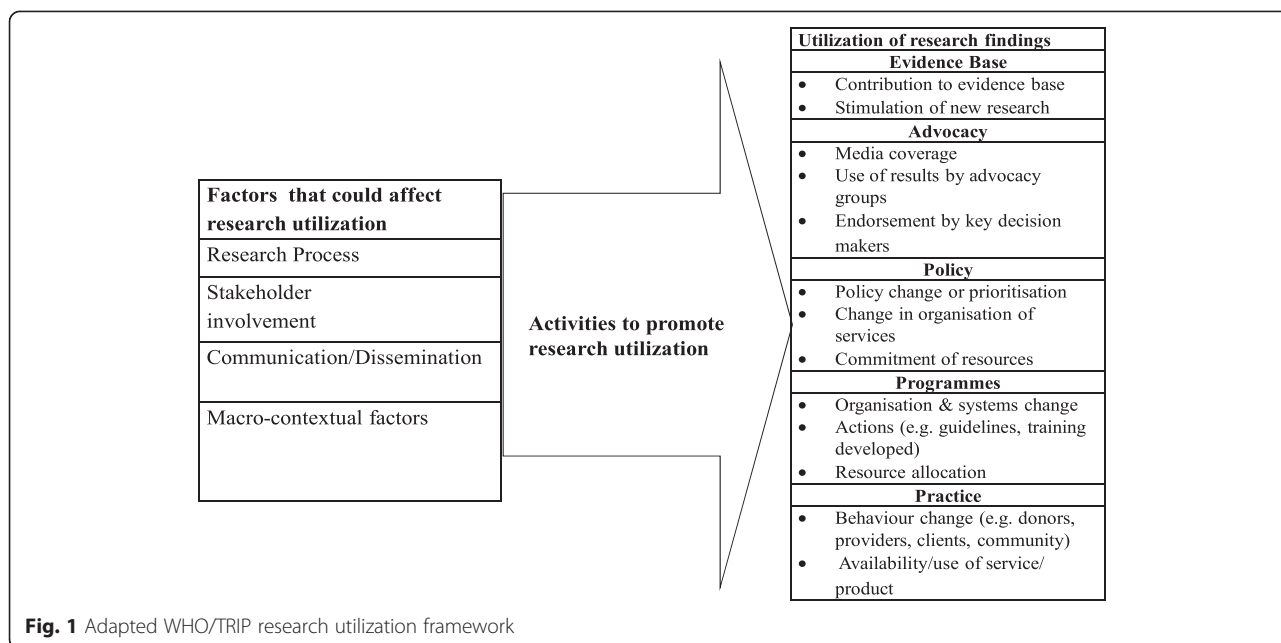 Factors that could affect
research utilization
Research Process
Stakeholder
involvement
Communication/Dissemination
Macro-contextual factors
Activities to promote
research utilization
Utilization of research findings
Evidence Base
• Contribution to evidence base
• Stimulation of new research
Advocacy
• Media coverage
• Use of results by advocacy
groups
• Endorsement by key decision
makers
Policy
• Policy change or prioritisation
• Change in organisation of
services
• Commitment of resources
Programmes
• Organisation & systems change
• Actions (e.g. guidelines, training
developed)
• Resource allocation
Practice
• Behaviour change (e.g. donors,
providers, clients, community)
• Availability/use of service/
product
Fig. 1 Adapted WHO/TRIP research utilization framework